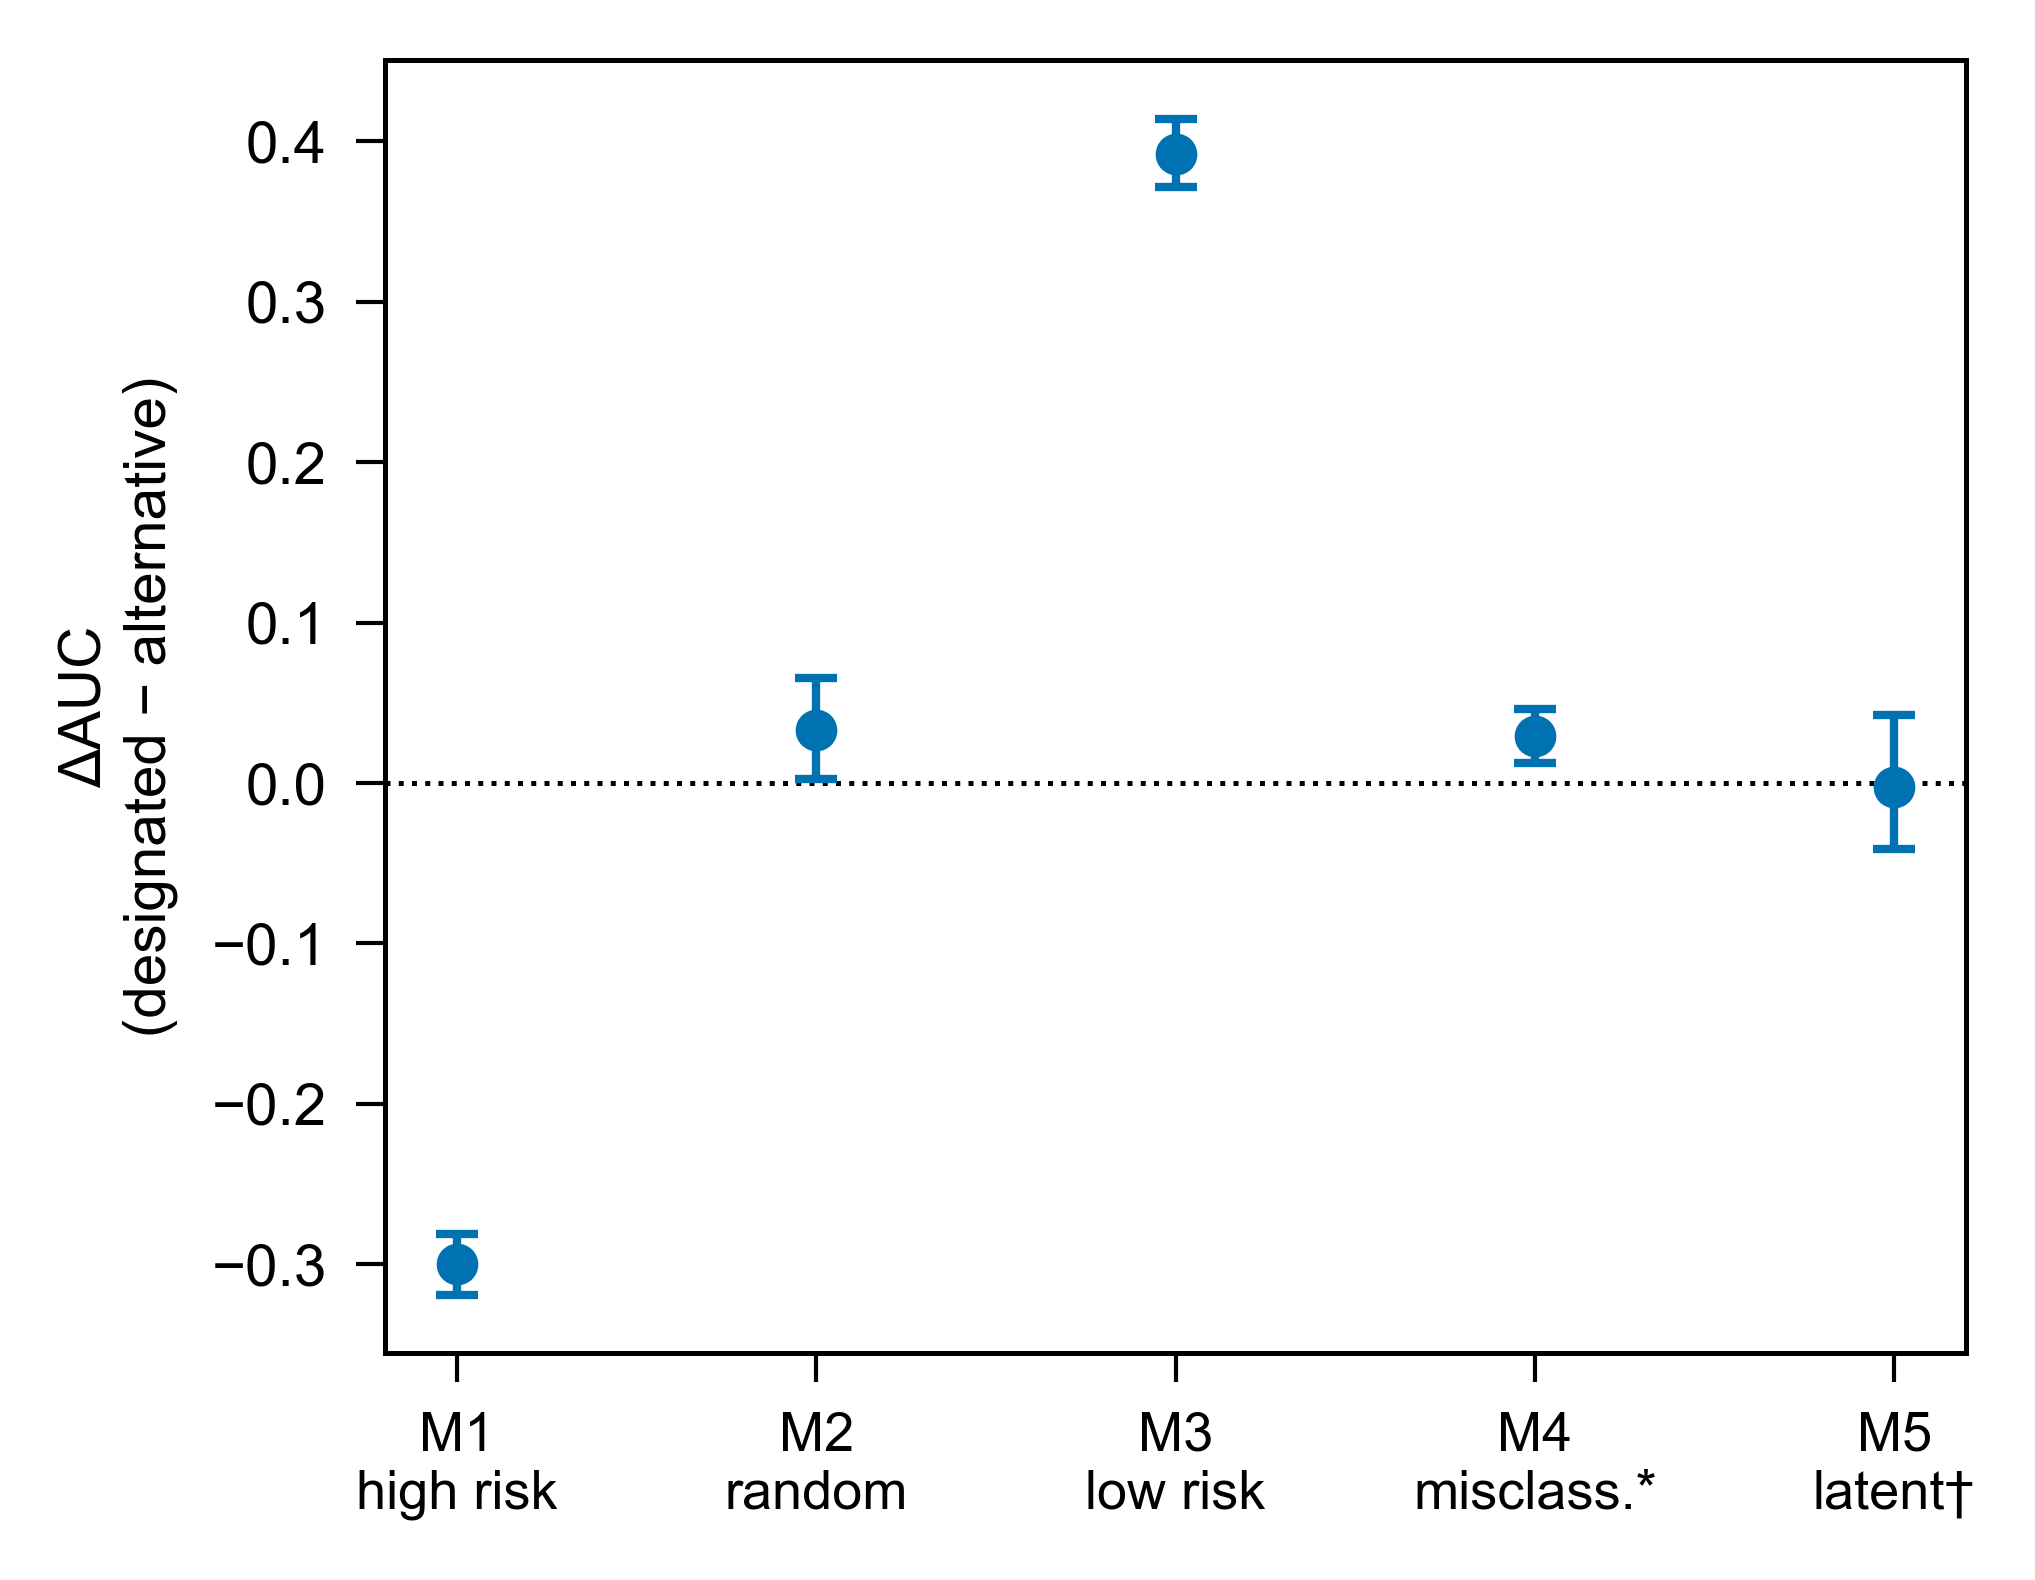 ΔAUC
(designated − alternative)
0.4
0.3
0.2
0.1
0.0
−0.1
−0.2
−0.3
M1
high risk
M2
random
M3
low risk
M4
misclass.*
M5
latent†